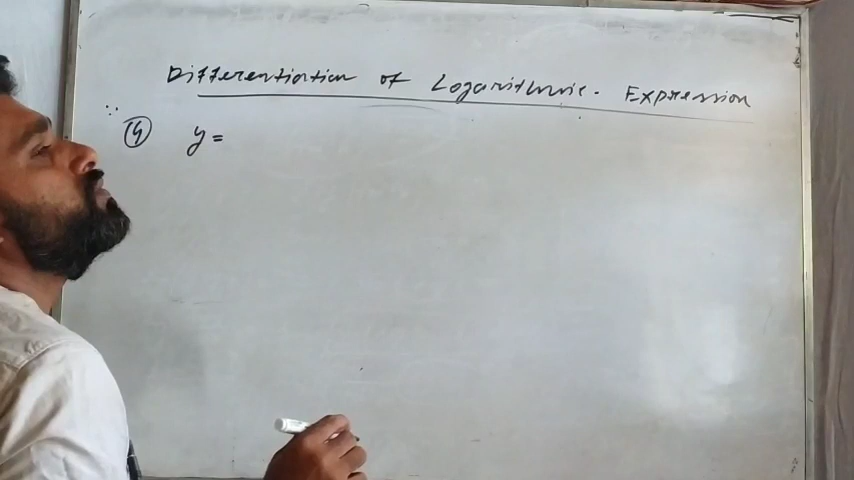 Differentiation of Logarithmic. Expression
(4) y =